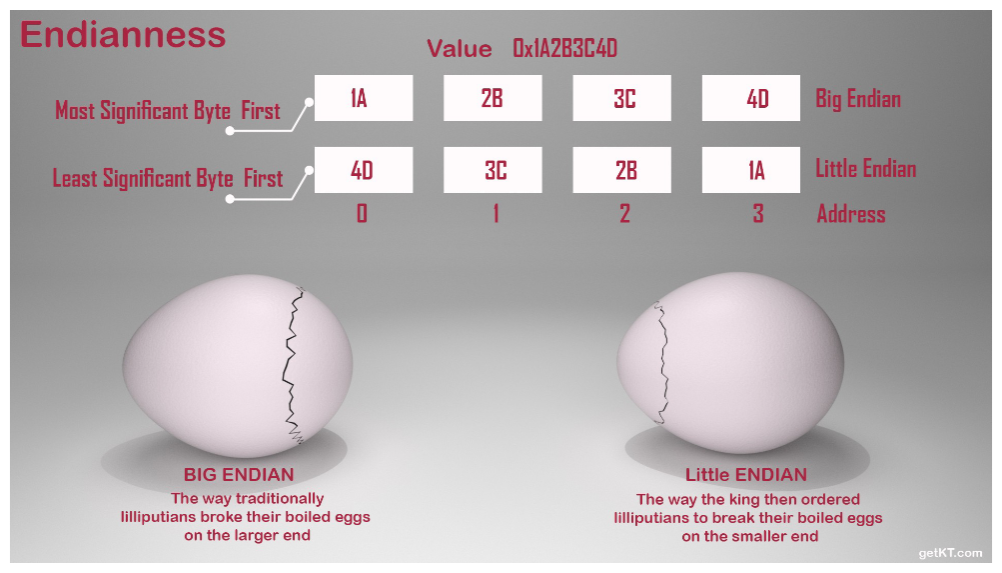 Endianness
Value 0x1A2B3C4D
Most Significant Byte First 1A 2B 3C 4D Big Endian
Least Significant Byte First 4D 3C 2B 1A Little Endian
0 1 2 3 Address
BIG ENDIAN
The way traditionally
lilliputians broke their boiled eggs
on the larger end
Little ENDIAN
The way the king then ordered
lilliputians to break their boiled eggs
on the smaller end
getKT.com